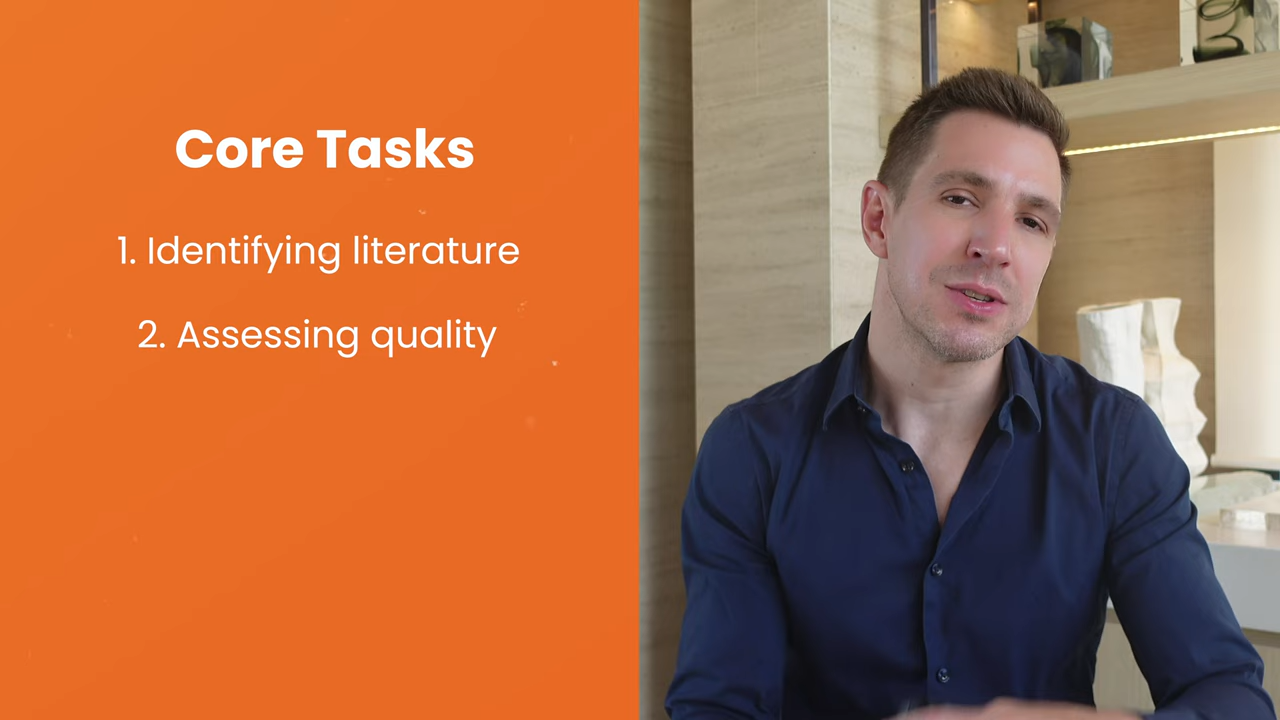 Core Tasks
1. Identifying literature
2. Assessing quality